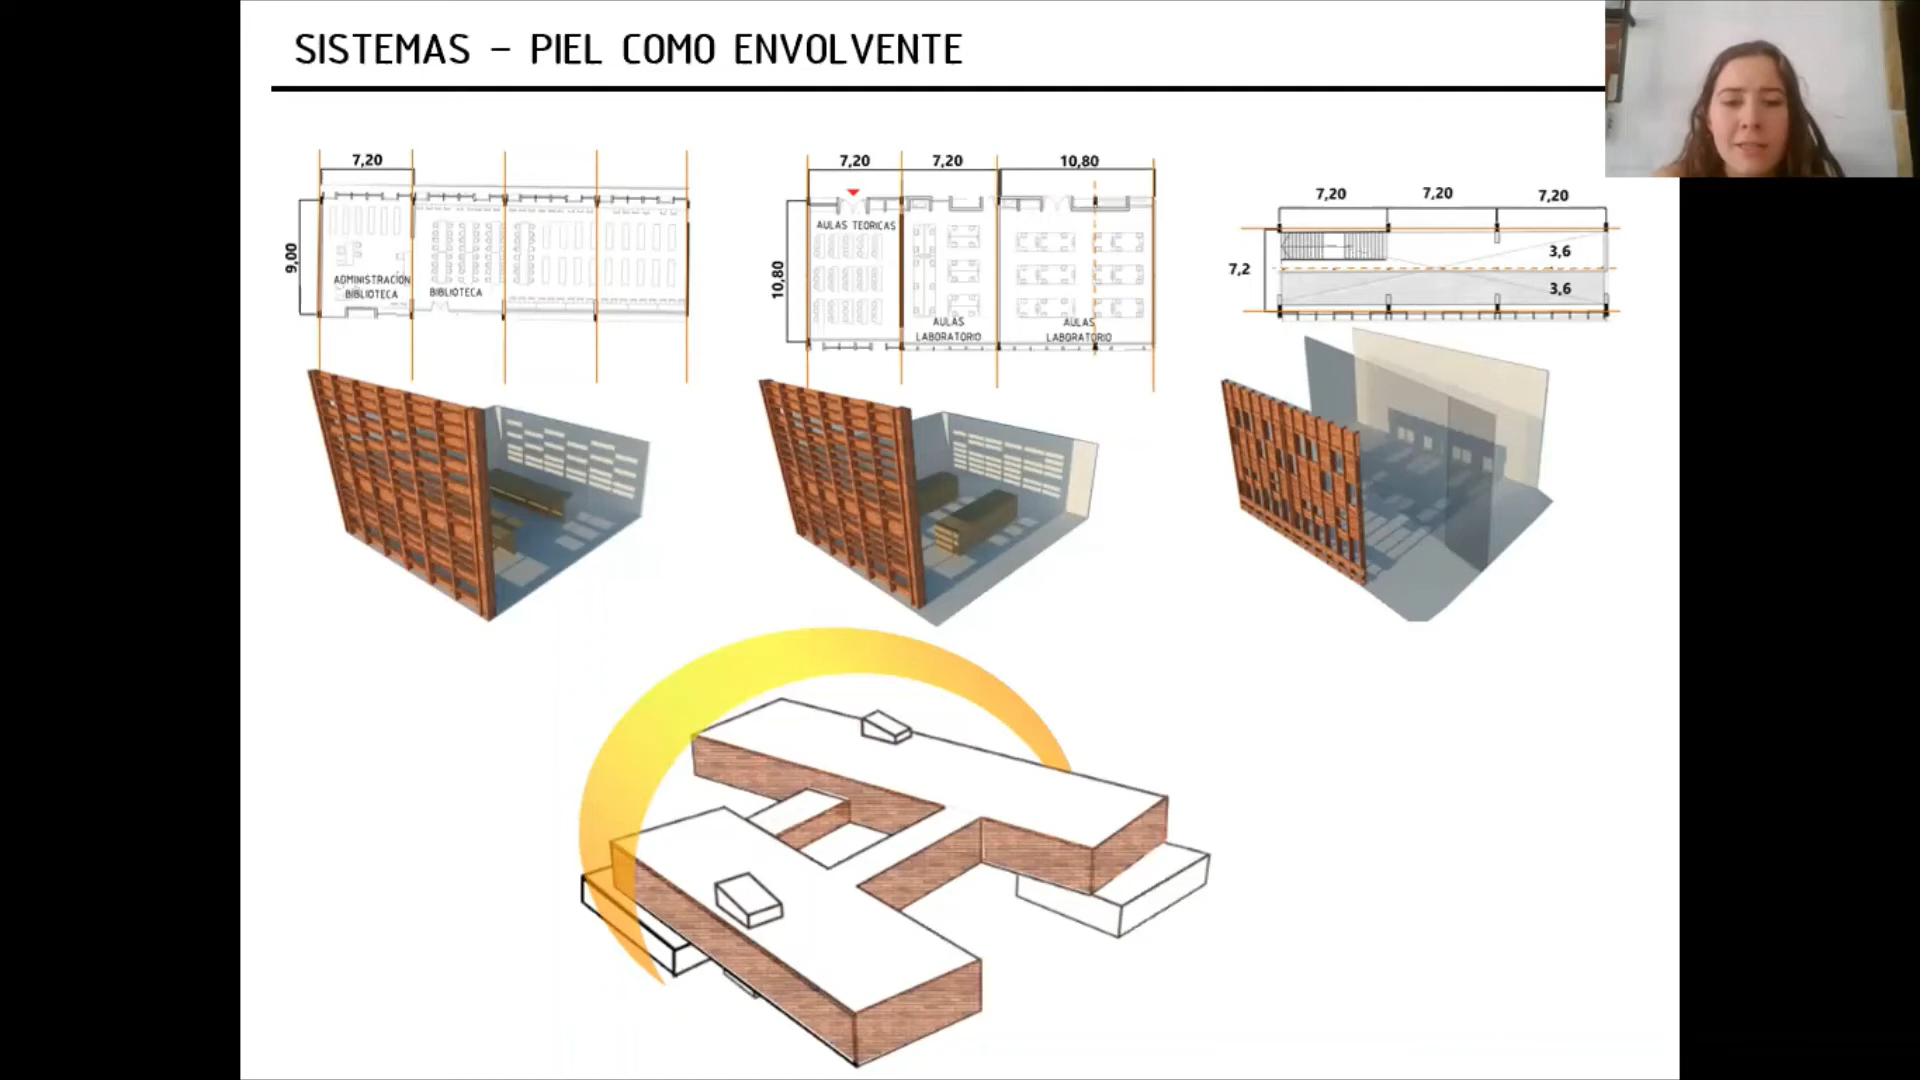 SISTEMAS – PIEL COMO ENVOLVENTE
7,20
9,00
ADMINISTRACIÓN
BIBLIOTECA
BIBLIOTECA
7,20
7,20
10,80
10,80
AULAS TEORICAS
AULAS
LABORATORIO
AULAS
LABORATORIO
7,20
7,20
7,20
7,2
3,6
3,6